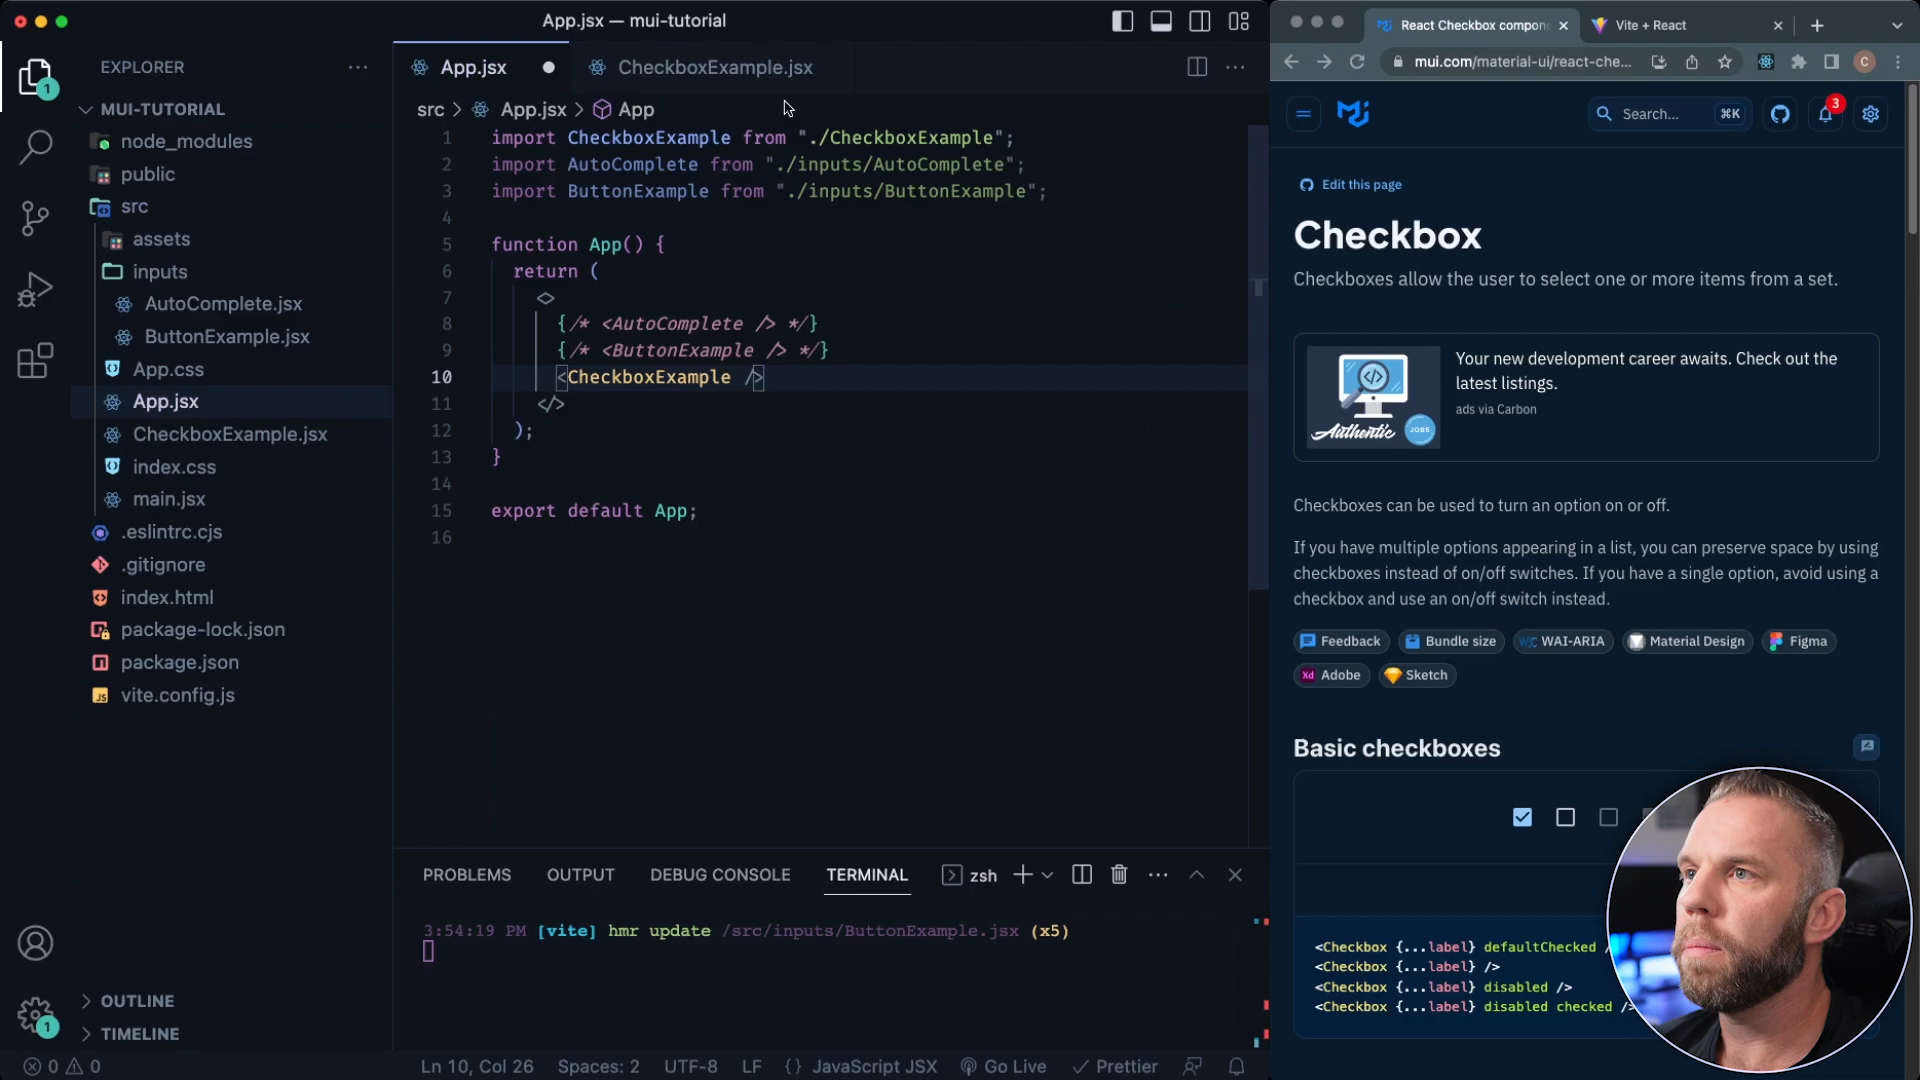 App.jsx — mui-tutorial
EXPLORER
1
MUI-TUTORIAL
node_modules
public
src
assets
inputs
AutoComplete.jsx
ButtonExample.jsx
App.css
App.jsx
CheckboxExample.jsx
index.css
main.jsx
.eslintrc.cjs
.gitignore
index.html
package-lock.json
package.json
vite.config.js
OUTLINE
TIMELINE
1
0 0
App.jsx
CheckboxExample.jsx
src > App.jsx > App
1 import CheckboxExample from "./CheckboxExample";
2 import AutoComplete from "./inputs/AutoComplete";
3 import ButtonExample from "./inputs/ButtonExample";
4
5 function App() {
6 return (
7 <>
8 {/* <AutoComplete /> */}
9 {/* <ButtonExample /> */}
10 <CheckboxExample />
11 </>
12 );
13 }
14
15 export default App;
16
PROBLEMS OUTPUT DEBUG CONSOLE TERMINAL zsh
3:54:19 PM [vite] hmr update /src/inputs/ButtonExample.jsx (x5)
Ln 10, Col 26 Spaces: 2 UTF-8 LF {} JavaScript JSX Go Live Prettier
React Checkbox compon
Vite + React
mui.com/material-ui/react-che...
C
Search... ⌘K
3
Edit this page
Checkbox
Checkboxes allow the user to select one or more items from a set.
Authentic
JOBS
Your new development career awaits. Check out the
latest listings.
ads via Carbon
Checkboxes can be used to turn an option on or off.
If you have multiple options appearing in a list, you can preserve space by using
checkboxes instead of on/off switches. If you have a single option, avoid using a
checkbox and use an on/off switch instead.
Feedback Bundle size W3C WAI-ARIA Material Design Figma
Xd Adobe Sketch
Basic checkboxes
<Checkbox {...label} defaultChecked /
<Checkbox {...label} />
<Checkbox {...label} disabled />
<Checkbox {...label} disabled checked />